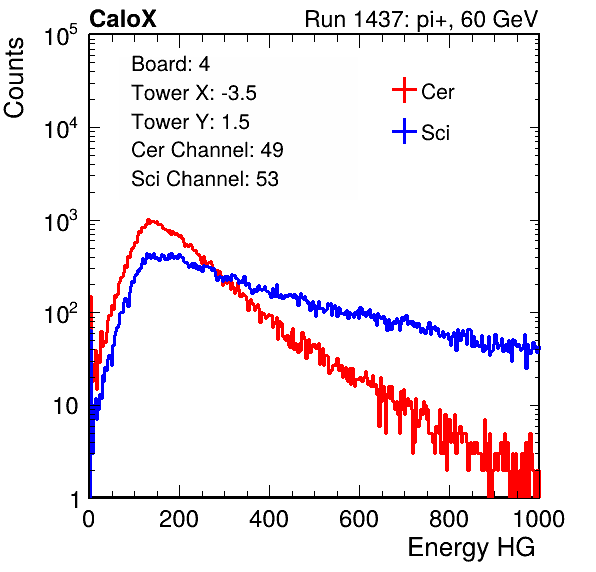 CaloX Run 1437: pi+, 60 GeV
Counts
10^5
10^4
10^3
10^2
10
1
Board: 4
Tower X: -3.5
Tower Y: 1.5
Cer Channel: 49
Sci Channel: 53
Cer
Sci
0 200 400 600 800 1000
Energy HG